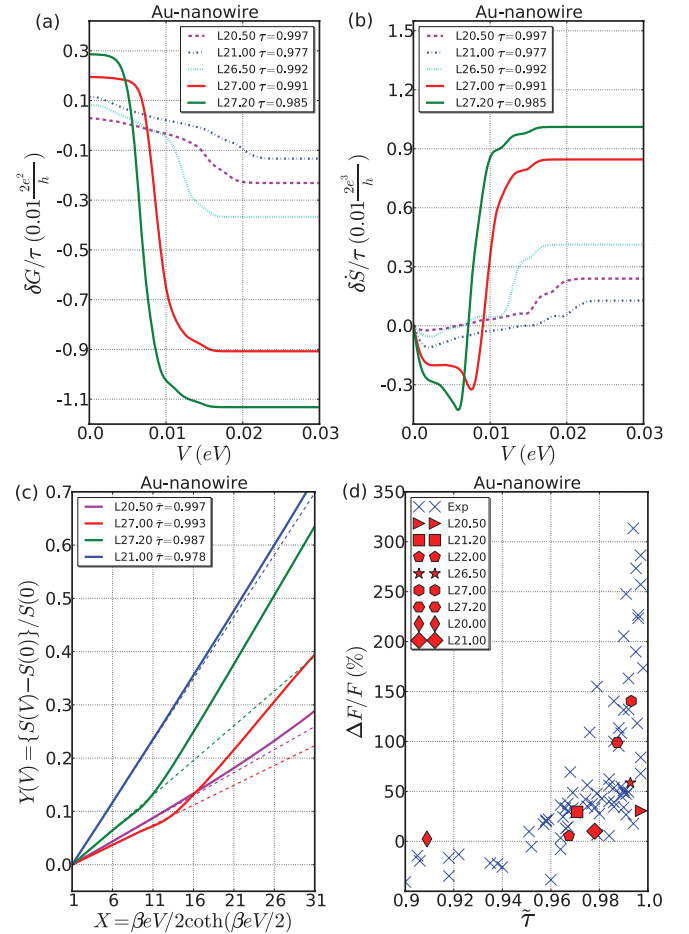 Au-nanowire
(a)
L20.50 τ=0.997
L21.00 τ=0.977
L26.50 τ=0.992
L27.00 τ=0.991
L27.20 τ=0.985
0.3
0.1
-0.1
-0.3
-0.5
-0.7
-0.9
-1.1
δG/τ (0.01 2e²/h)
0.0
0.01
0.02
0.03
V (eV)
Au-nanowire
(b)
L20.50 τ=0.997
L21.00 τ=0.977
L26.50 τ=0.992
L27.00 τ=0.991
L27.20 τ=0.985
1.5
1.2
0.9
0.6
0.3
0.0
-0.3
δṠ/τ (0.01 2e³/h)
0.0
0.01
0.02
0.03
V (eV)
Au-nanowire
(c)
L20.50 τ̃=0.997
L27.00 τ̃=0.993
L27.20 τ̃=0.987
L21.00 τ̃=0.978
0.7
0.6
0.5
0.4
0.3
0.2
0.1
0.0
Y(V)={S(V)−S(0)}/S(0)
1
6
11
16
21
26
31
X=βeV/2coth(βeV/2)
Au-nanowire
(d)
Exp
L20.50
L21.20
L22.00
L26.50
L27.00
L27.20
L20.00
L21.00
350
300
250
200
150
100
50
0
50
ΔF/F (%)
0.9
0.92
0.94
0.96
0.98
1.0
τ̃